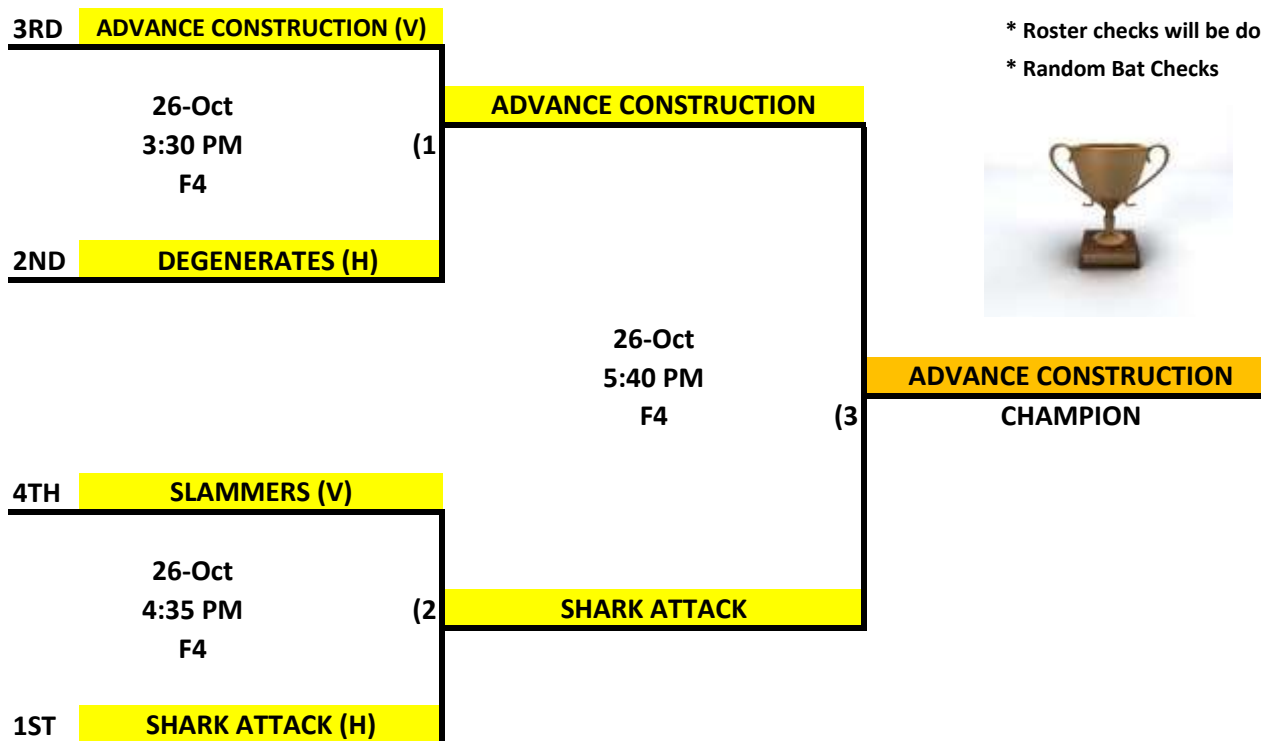 3RD ADVANCE CONSTRUCTION (V)
* Roster checks will be do
* Random Bat Checks
26-Oct
3:30 PM (1
F4
ADVANCE CONSTRUCTION
2ND DEGENERATES (H)
26-Oct
5:40 PM
F4 (3
ADVANCE CONSTRUCTION
CHAMPION
4TH SLAMMERS (V)
26-Oct
4:35 PM (2
F4
SHARK ATTACK
1ST SHARK ATTACK (H)